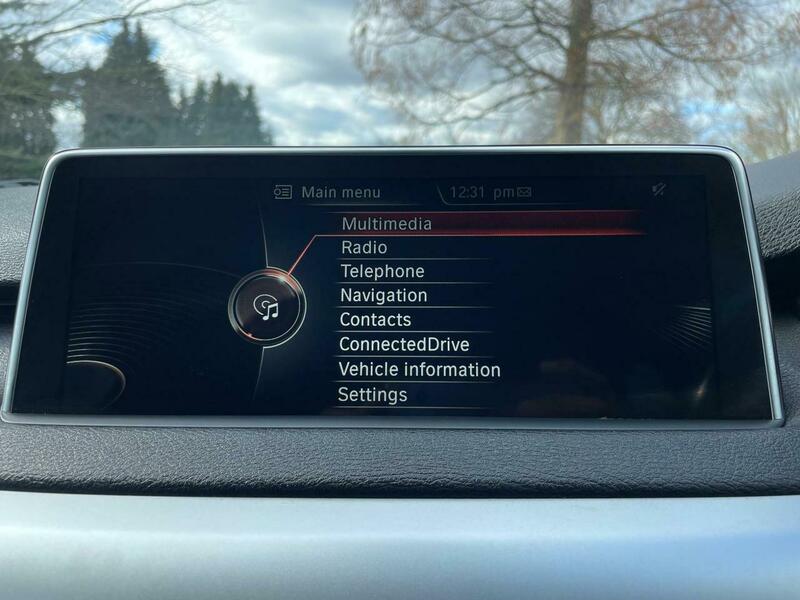 Main menu 12:31 pm
Multimedia
Radio
Telephone
Navigation
Contacts
ConnectedDrive
Vehicle information
Settings